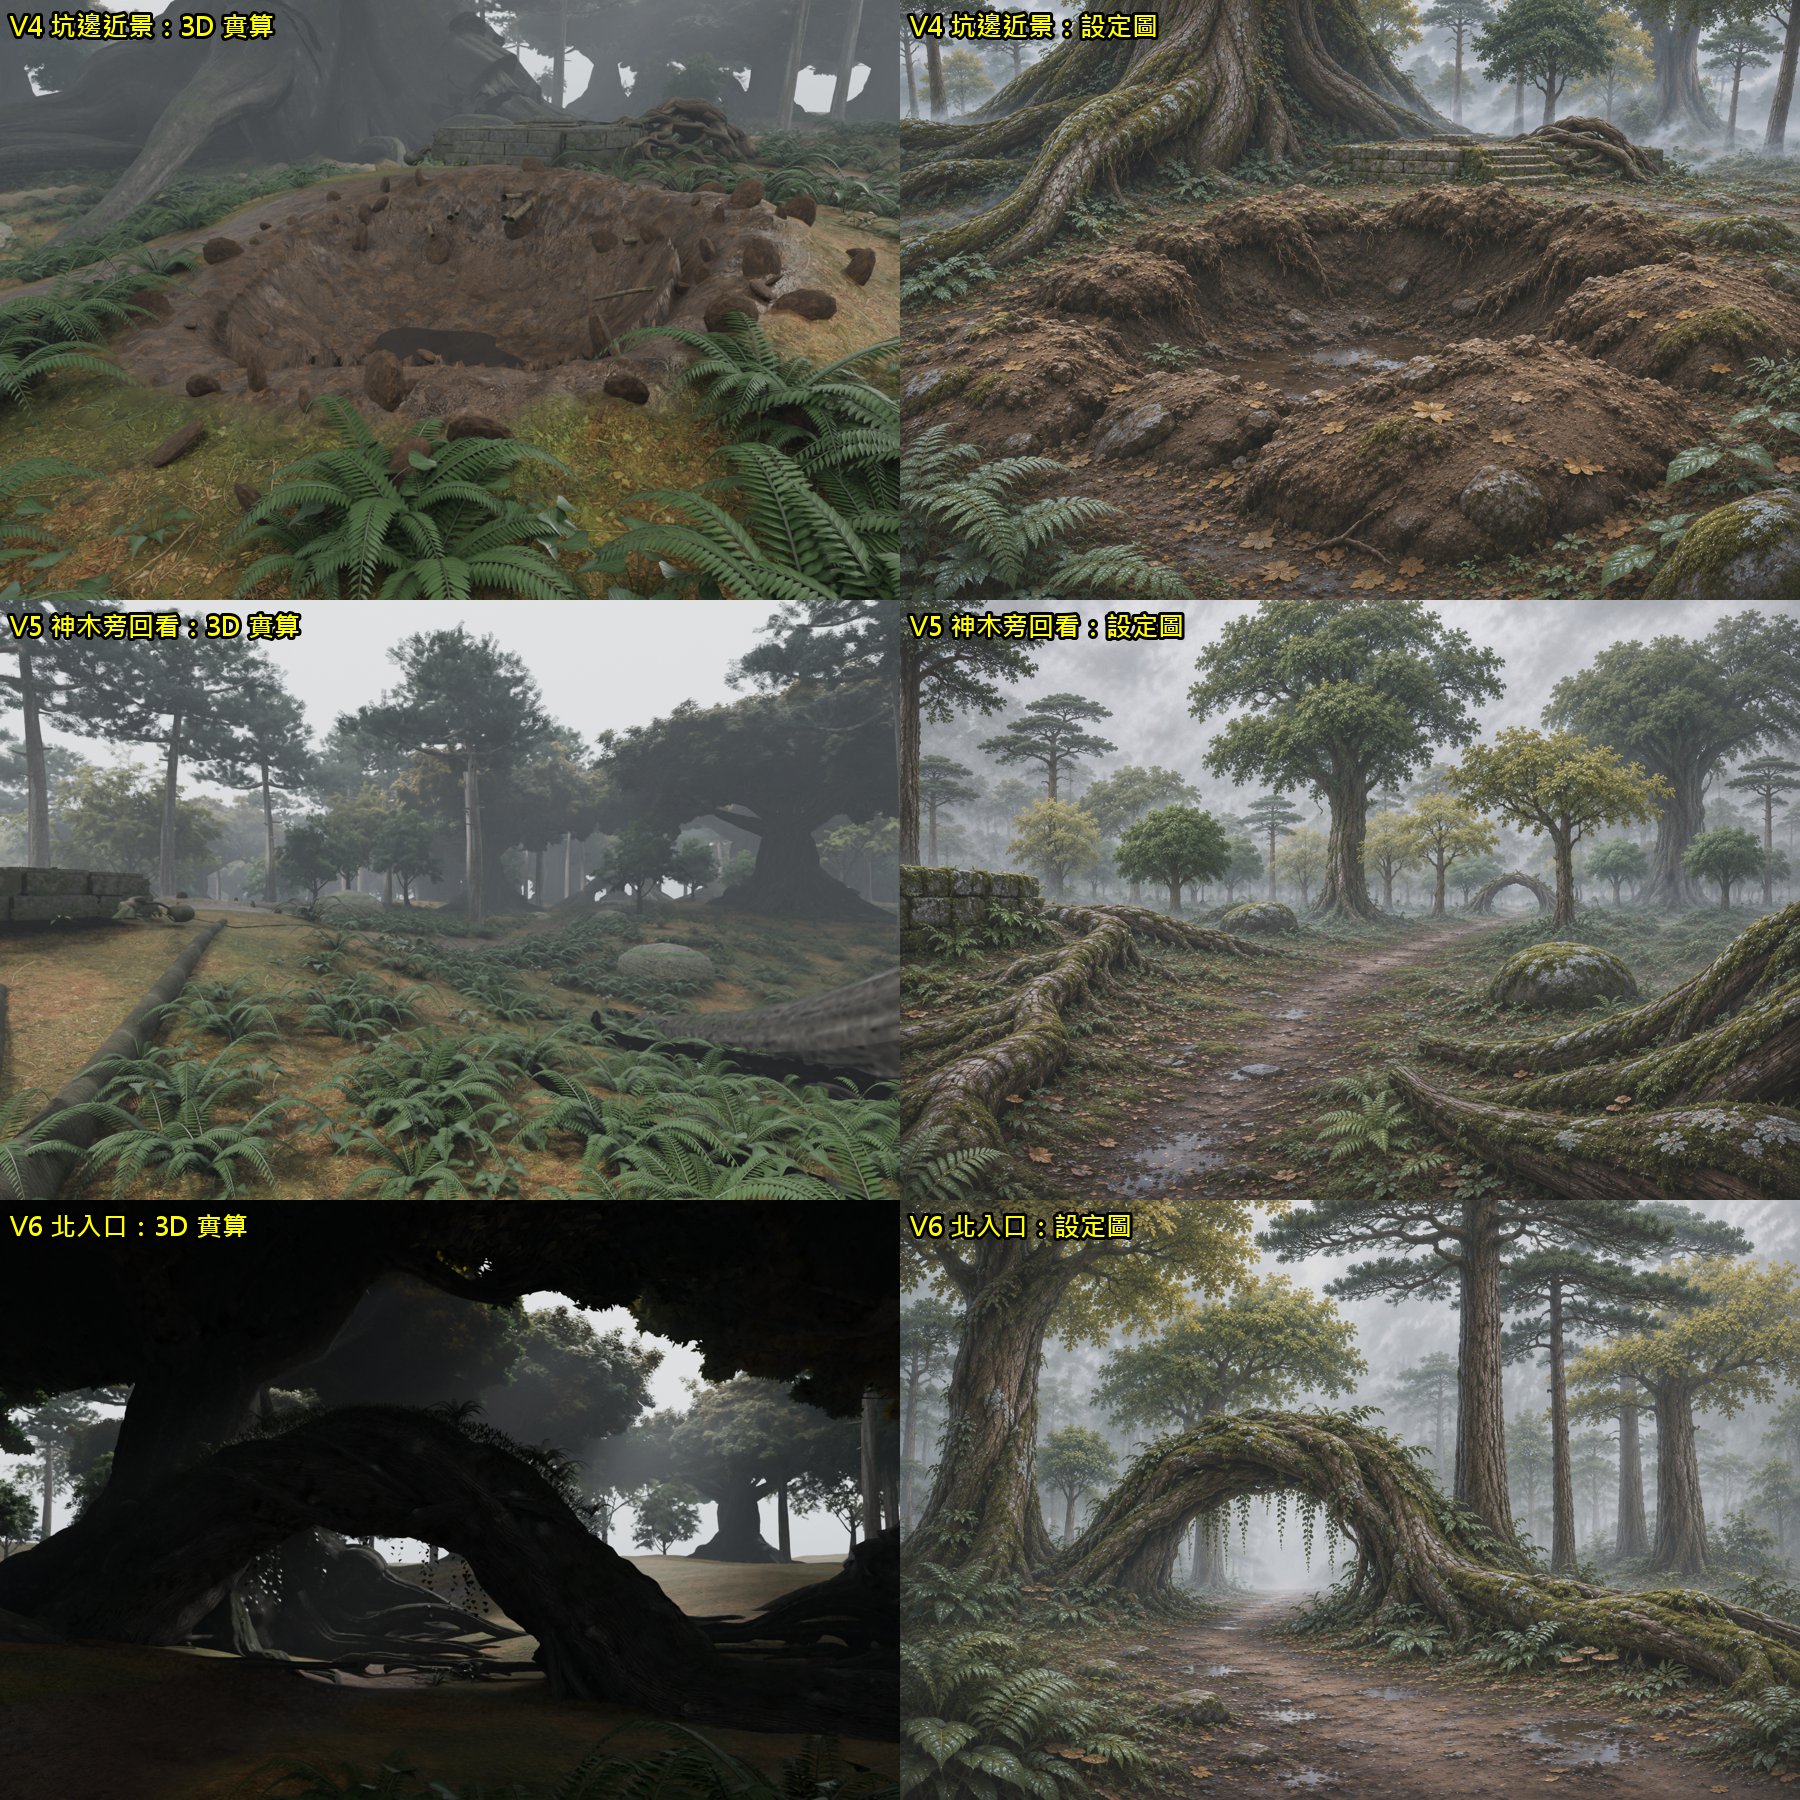 V4 坑邊近景：3D 實算
V4 坑邊近景：設定圖
V5 神木旁回看：3D 實算
V5 神木旁回看：設定圖
V6 北入口：3D 實算
V6 北入口：設定圖